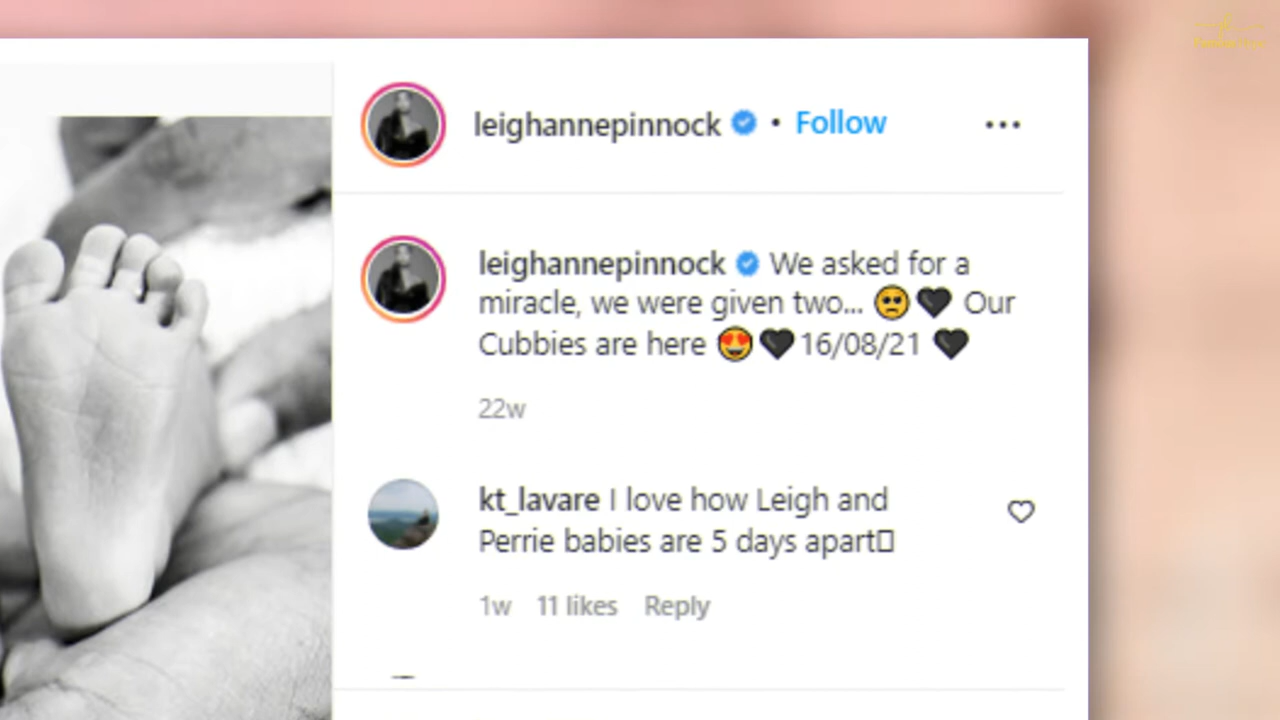 leighannepinnock • Follow
leighannepinnock We asked for a
miracle, we were given two... 🥺🖤 Our
Cubbies are here 😍🖤16/08/21 🖤
22w
kt_lavare I love how Leigh and
Perrie babies are 5 days apart▯
1w 11 likes Reply